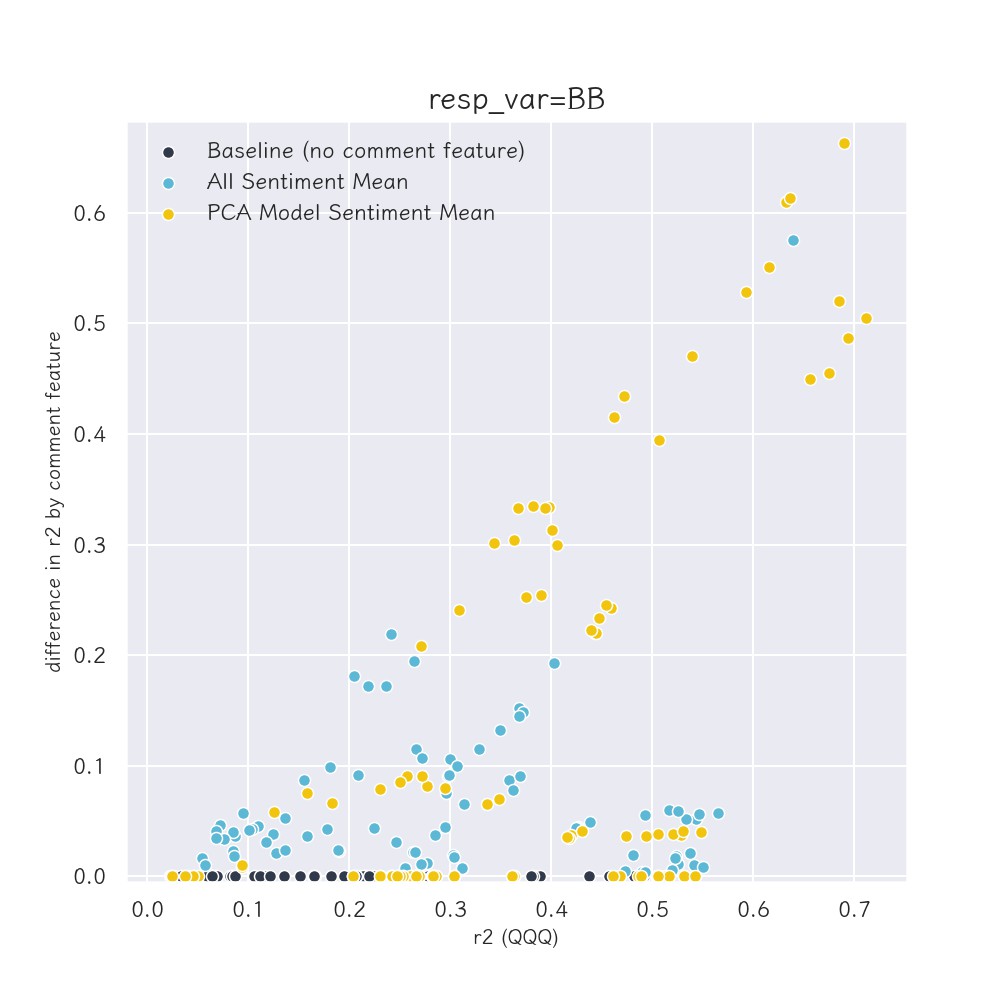 resp_var=BB
Baseline (no comment feature)
All Sentiment Mean
PCA Model Sentiment Mean
difference in r2 by comment feature
0.6
0.5
0.4
0.3
0.2
0.1
0.0
0.0 0.1 0.2 0.3 0.4 0.5 0.6 0.7
r2 (QQQ)